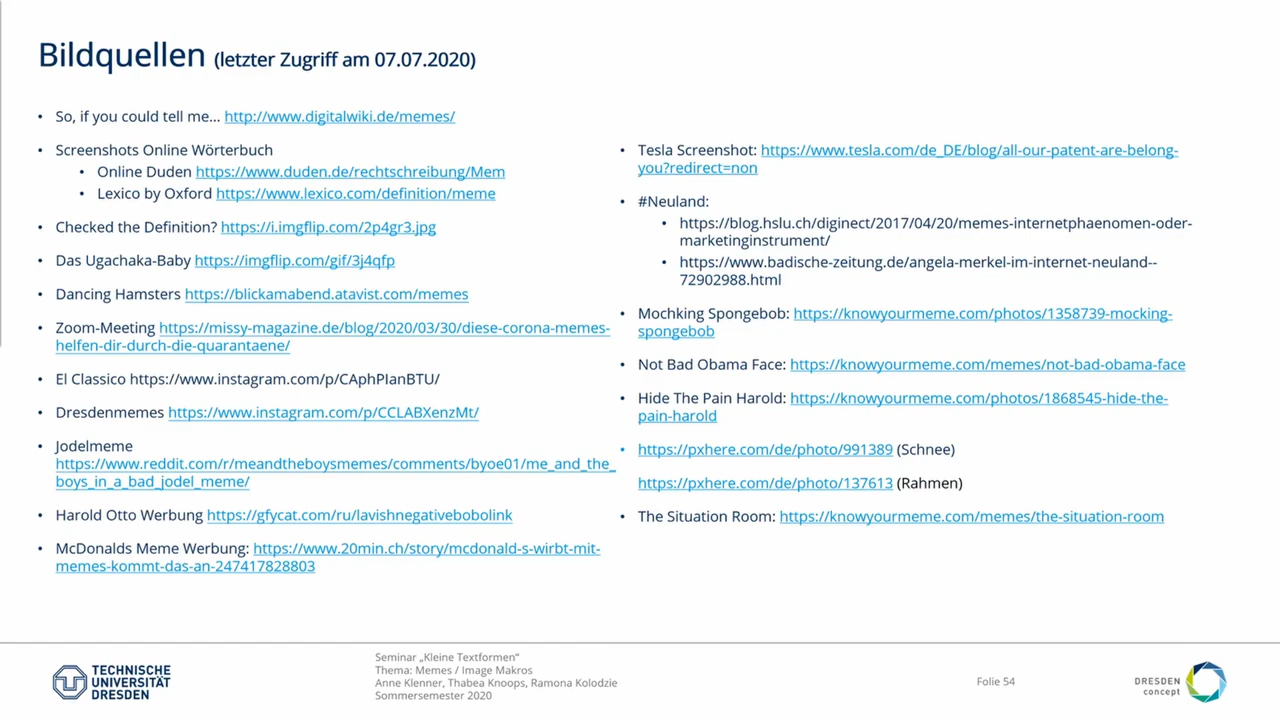 Bildquellen (letzter Zugriff am 07.07.2020)
• So, if you could tell me... http://www.digitalwiki.de/memes/
• Screenshots Online Wörterbuch
• Online Duden https://www.duden.de/rechtschreibung/Mem
• Lexico by Oxford https://www.lexico.com/definition/meme
• Checked the Definition? https://i.imgflip.com/2p4gr3.jpg
• Das Ugachaka-Baby https://imgflip.com/gif/3j4qfp
• Dancing Hamsters https://blickamabend.atavist.com/memes
• Zoom-Meeting https://missy-magazine.de/blog/2020/03/30/diese-corona-memes-
helfen-dir-durch-die-quarantaene/
• El Classico https://www.instagram.com/p/CAphPIanBTU/
• Dresdenmemes https://www.instagram.com/p/CCLABXenzMt/
• Jodelmeme
https://www.reddit.com/r/meandtheboysmemes/comments/byoe01/me_and_the_
boys_in_a_bad_jodel_meme/
• Harold Otto Werbung https://gfycat.com/ru/lavishnegativebobolink
• McDonalds Meme Werbung: https://www.20min.ch/story/mcdonald-s-wirbt-mit-
memes-kommt-das-an-247417828803
• Tesla Screenshot: https://www.tesla.com/de_DE/blog/all-our-patent-are-belong-
you?redirect=non
• #Neuland:
• https://blog.hslu.ch/diginect/2017/04/20/memes-internetphaenomen-oder-
marketinginstrument/
• https://www.badische-zeitung.de/angela-merkel-im-internet-neuland--
72902988.html
• Mochking Spongebob: https://knowyourmeme.com/photos/1358739-mocking-
spongebob
• Not Bad Obama Face: https://knowyourmeme.com/memes/not-bad-obama-face
• Hide The Pain Harold: https://knowyourmeme.com/photos/1868545-hide-the-
pain-harold
• https://pxhere.com/de/photo/991389 (Schnee)
https://pxhere.com/de/photo/137613 (Rahmen)
• The Situation Room: https://knowyourmeme.com/memes/the-situation-room
TECHNISCHE
UNIVERSITÄT
DRESDEN
Seminar „Kleine Textformen“
Thema: Memes / Image Makros
Anne Klenner, Thabea Knoops, Ramona Kolodzie
Sommersemester 2020
Folie 54
DRESDEN
concept